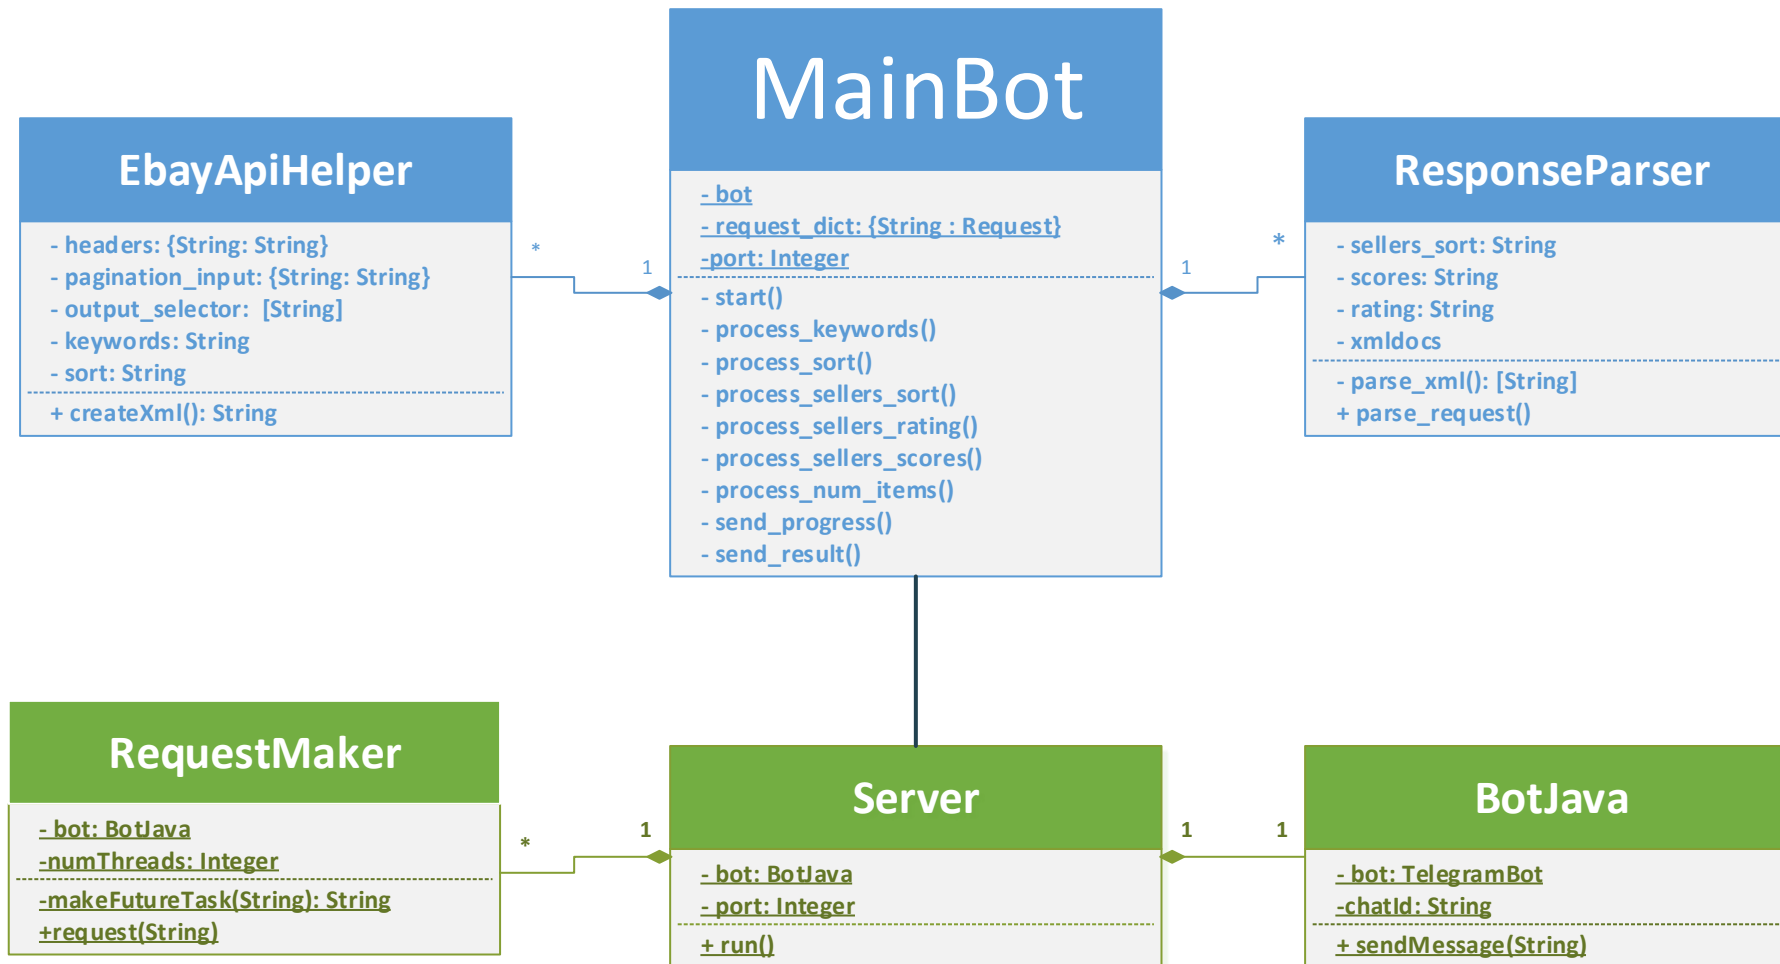 MainBot
- bot
- request_dict: {String : Request}
-port: Integer
- start()
- process_keywords()
- process_sort()
- process_sellers_sort()
- process_sellers_rating()
- process_sellers_scores()
- process_num_items()
- send_progress()
- send_result()
EbayApiHelper
- headers: {String: String}
- pagination_input: {String: String}
- output_selector: [String]
- keywords: String
- sort: String
+ createXml(): String
*
1
1
*
ResponseParser
- sellers_sort: String
- scores: String
- rating: String
- xmldocs
- parse_xml(): [String]
+ parse_request()
RequestMaker
- bot: BotJava
-numThreads: Integer
-makeFutureTask(String): String
+request(String)
*
1
Server
- bot: BotJava
- port: Integer
+ run()
1
1
BotJava
- bot: TelegramBot
-chatId: String
+ sendMessage(String)